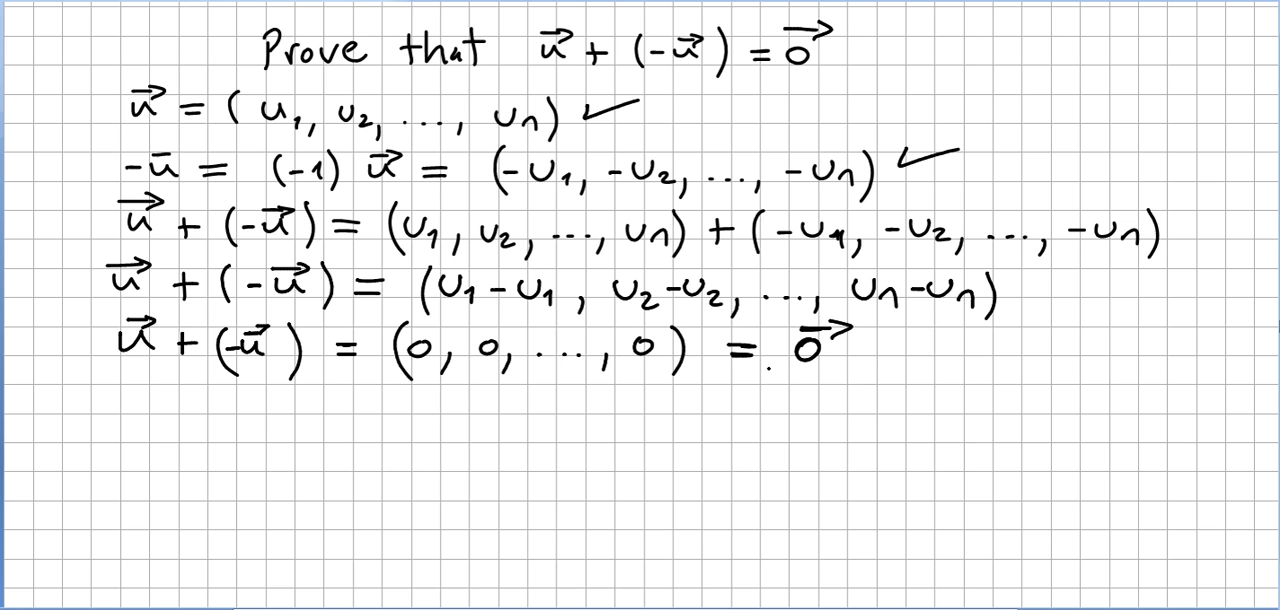 Prove that u⃗ + (-u⃗) = 0⃗
u⃗ = (u₁, u₂, ..., uₙ) ✓
-ū = (-1) u⃗ = (-u₁, -u₂, ..., -uₙ) ✓
u⃗ + (-u⃗) = (u₁, u₂, ..., uₙ) + (-u₁, -u₂, ..., -uₙ)
u⃗ + (-u⃗) = (u₁-u₁, u₂-u₂, ..., uₙ-uₙ)
u⃗ + (-u⃗) = (0, 0, ..., 0) = 0⃗